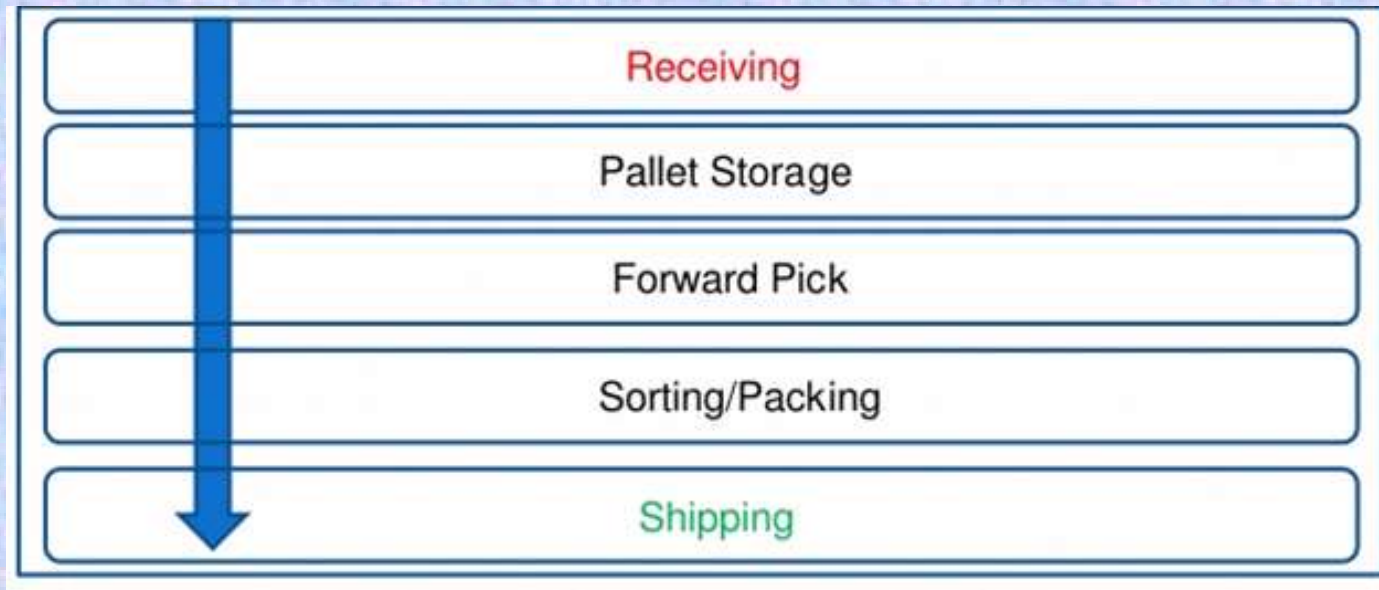 Receiving
Pallet Storage
Forward Pick
Sorting/Packing
Shipping